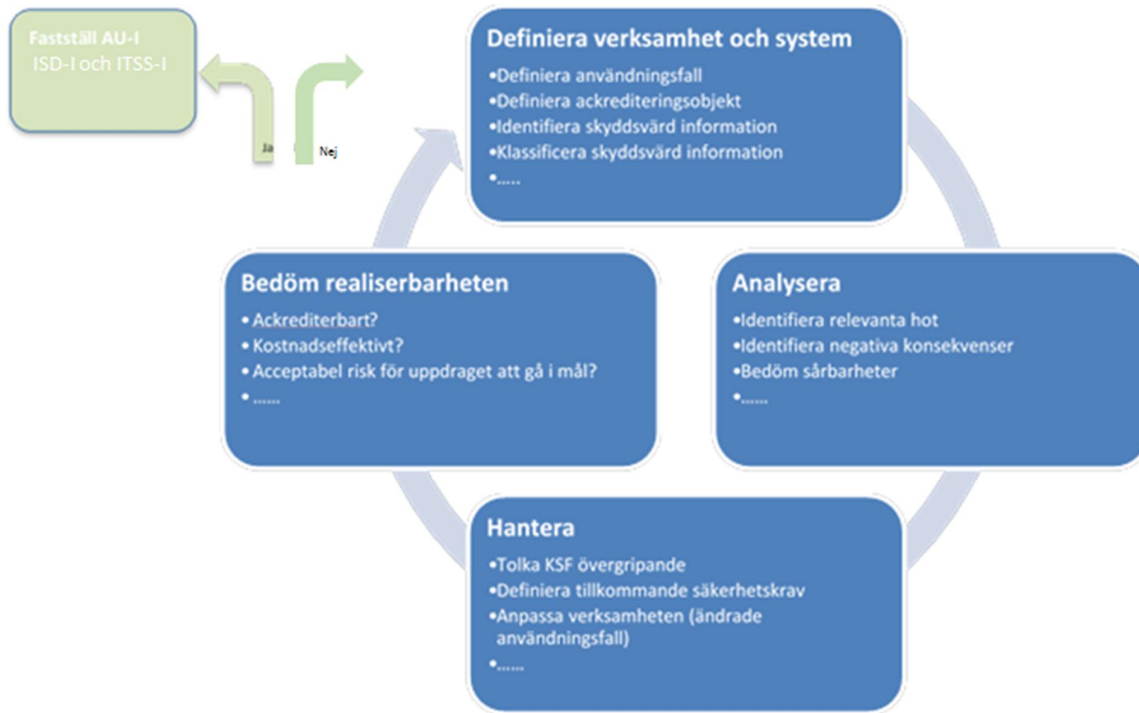 Fastställ AU-I
ISD-I och ITSS-I
Ja
Nej
Definiera verksamhet och system
•Definiera användningsfall
•Definiera ackrediteringsobjekt
•Identifiera skyddsvärd information
•Klassificera skyddsvärd information
•.....
Bedöm realiserbarheten
• Ackrediterbart?
• Kostnadseffektivt?
• Acceptabel risk för uppdraget att gå i mål?
• ......
Analysera
•Identifiera relevanta hot
•Identifiera negativa konsekvenser
•Bedöm sårbarheter
•......
Hantera
•Tolka KSF övergripande
•Definiera tillkommande säkerhetskrav
•Anpassa verksamheten (ändrade
användningsfall)
•......